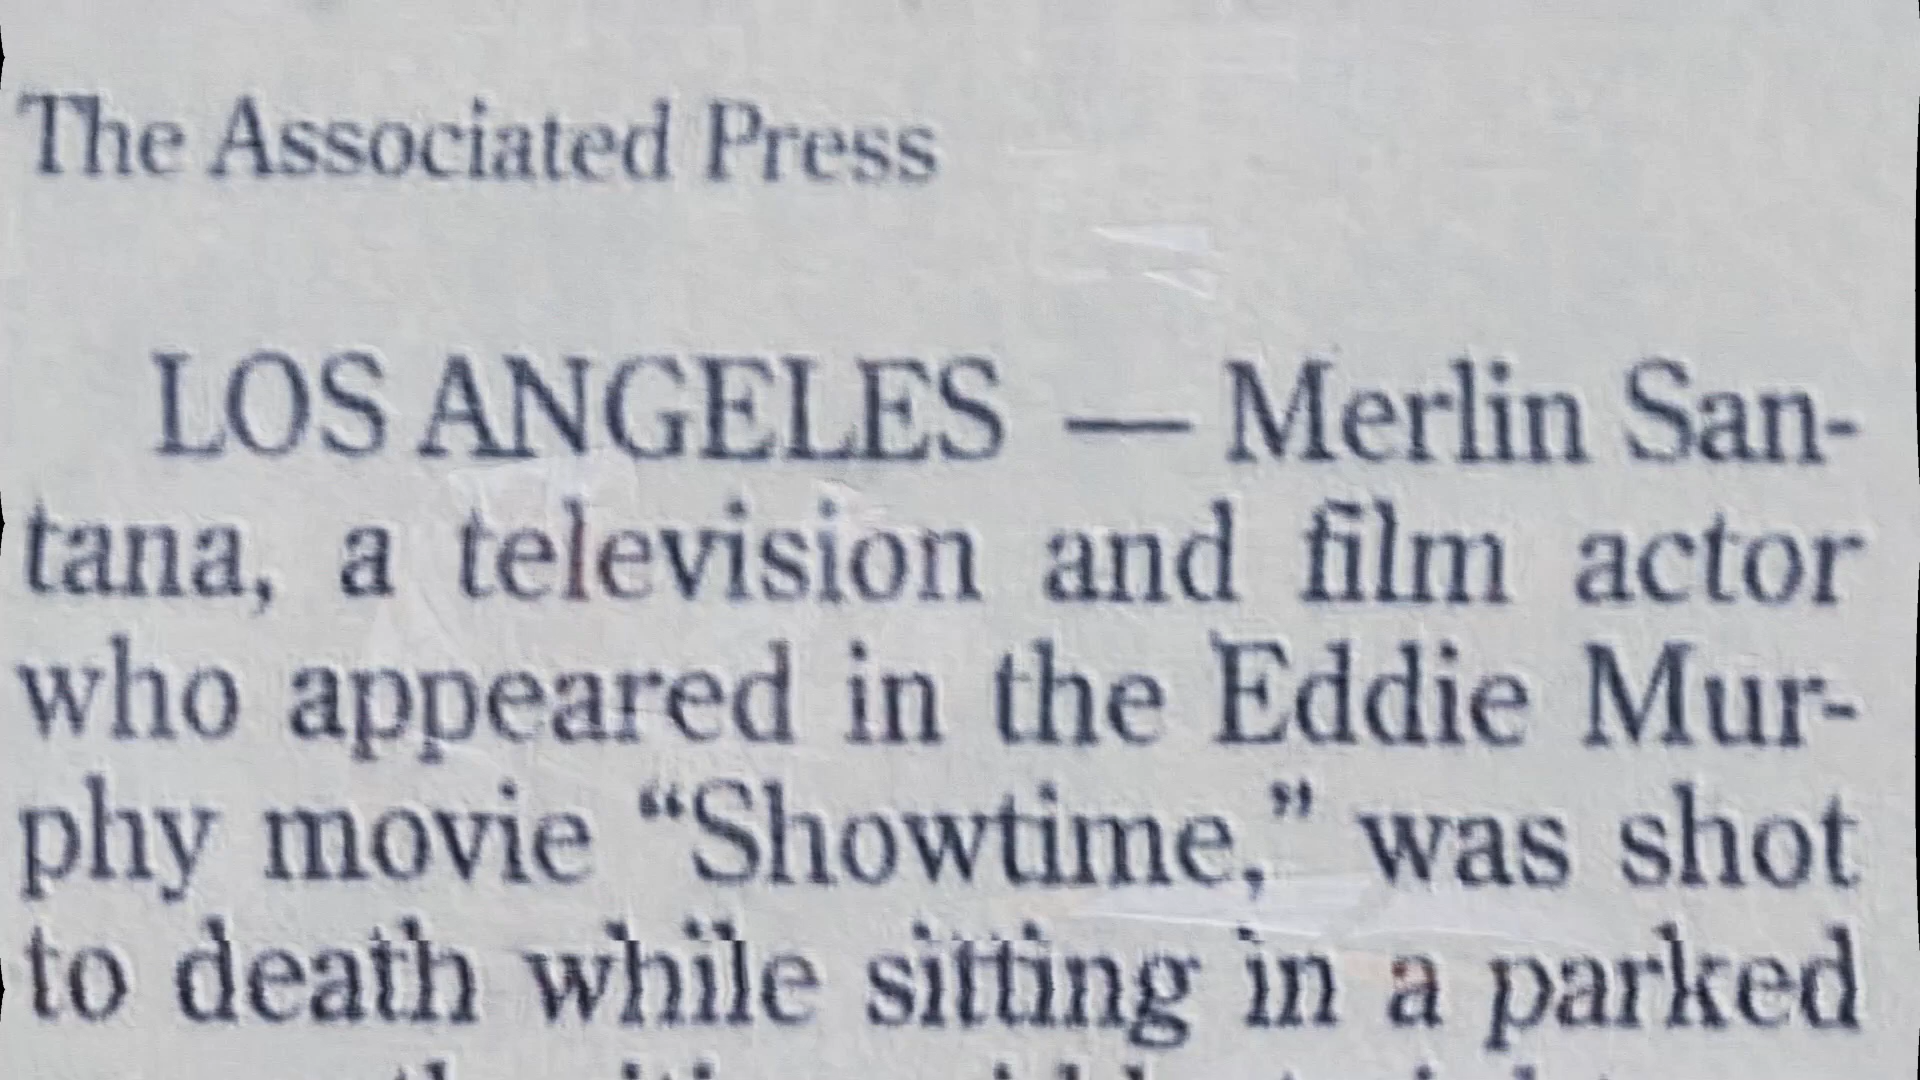 The Associated Press
LOS ANGELES — Merlin San-
tana, a television and film actor
who appeared in the Eddie Mur-
phy movie “Showtime,” was shot
to death while sitting in a parked